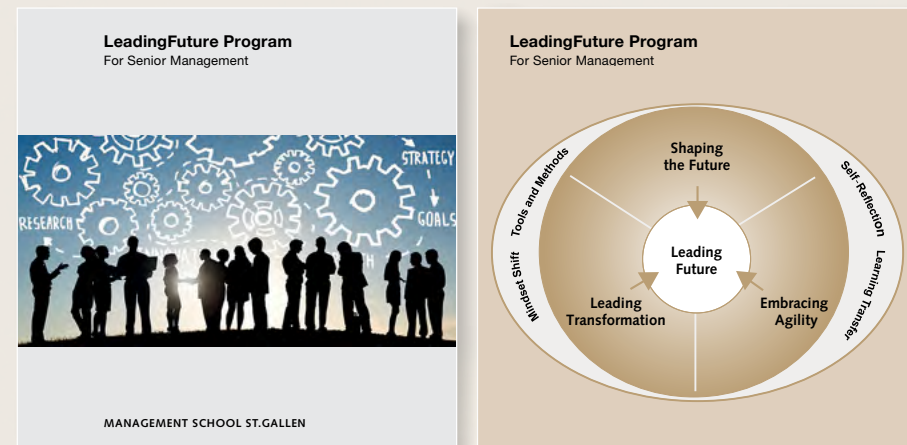 LeadingFuture Program
For Senior Management
STRATEGY
RESEARCH
GOALS
MANAGEMENT SCHOOL ST.GALLEN
LeadingFuture Program
For Senior Management
Shaping
the Future
Tools and Methods
Mindset Shift
Self-Reflection
Learning Transfer
Leading
Future
Leading
Transformation
Embracing
Agility